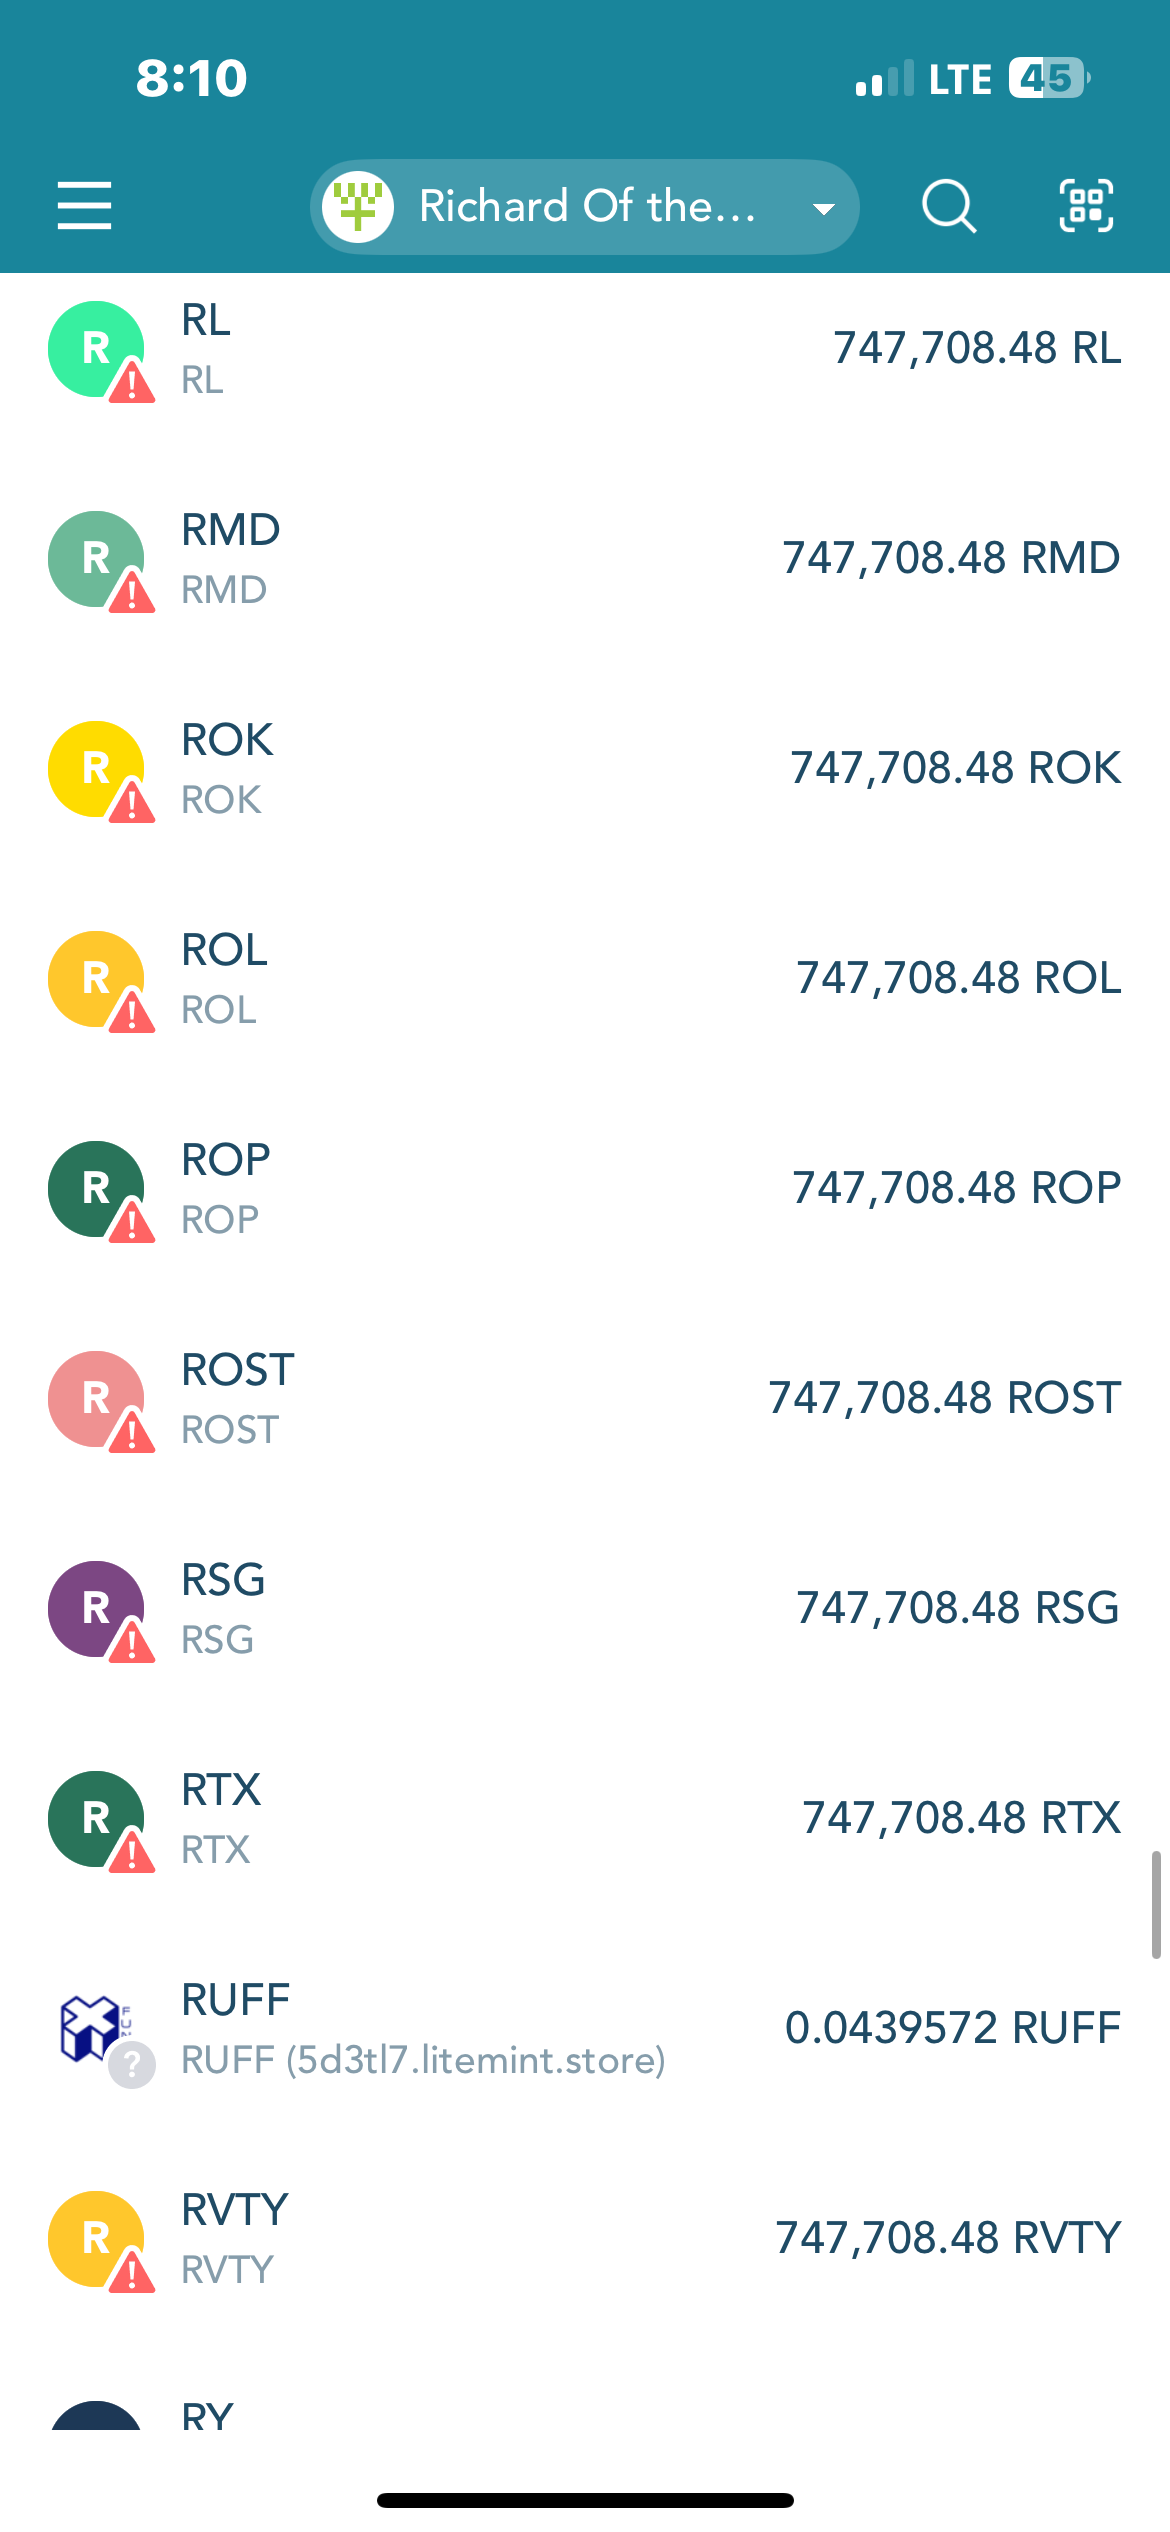 8:10
LTE 45
Richard Of the...
R
RL
RL
747,708.48 RL
R
RMD
RMD
747,708.48 RMD
R
ROK
ROK
747,708.48 ROK
R
ROL
ROL
747,708.48 ROL
R
ROP
ROP
747,708.48 ROP
R
ROST
ROST
747,708.48 ROST
R
RSG
RSG
747,708.48 RSG
R
RTX
RTX
747,708.48 RTX
RUFF
RUFF (5d3tl7.litemint.store)
0.0439572 RUFF
?
R
RVTY
RVTY
747,708.48 RVTY
RY